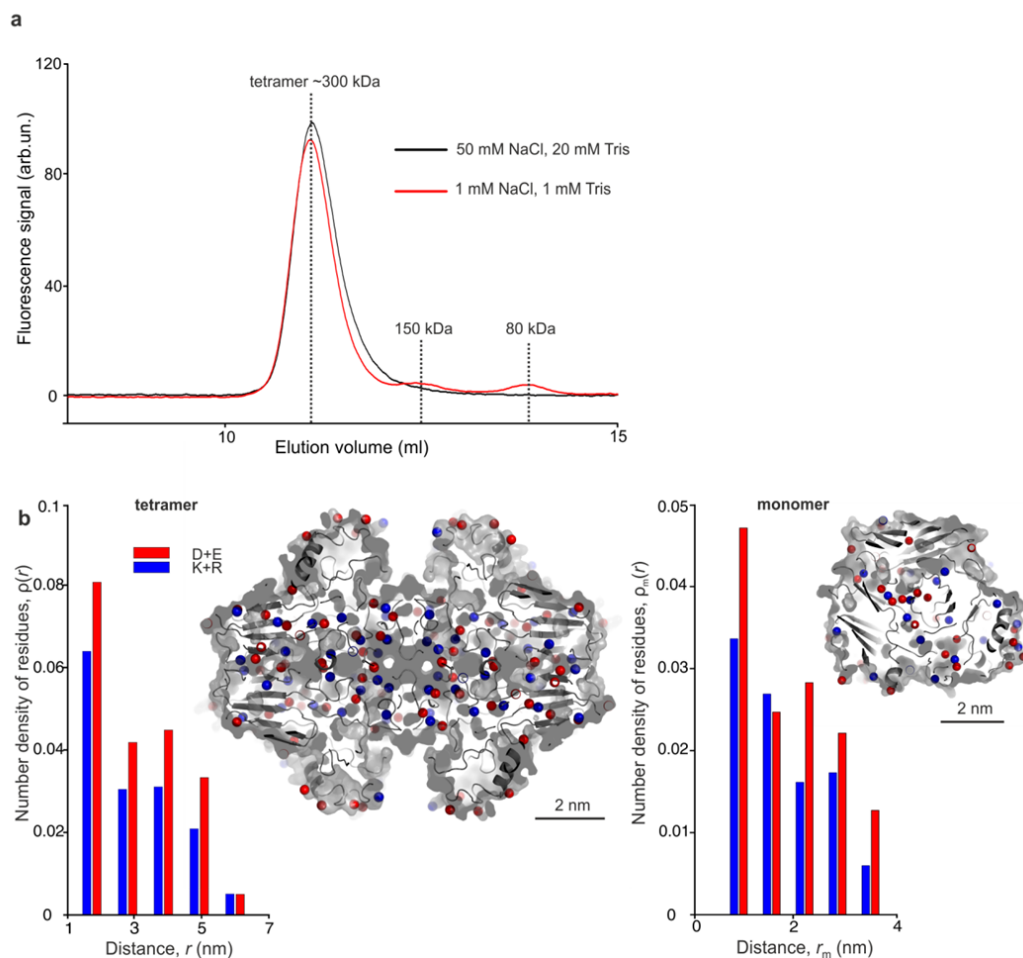 a
120
80
40
0
Fluorescence signal (arb.un.)
tetramer ~300 kDa
50 mM NaCl, 20 mM Tris
1 mM NaCl, 1 mM Tris
150 kDa
80 kDa
10
15
Elution volume (ml)
b
tetramer
D+E
K+R
0.1
0.08
0.06
0.04
0.02
0
Number density of residues, ρ(r)
1
3
5
7
Distance, r (nm)
2 nm
monomer
0.05
0.04
0.03
0.02
0.01
0
Number density of residues, ρm(r)
0
2
4
Distance, rm (nm)
2 nm